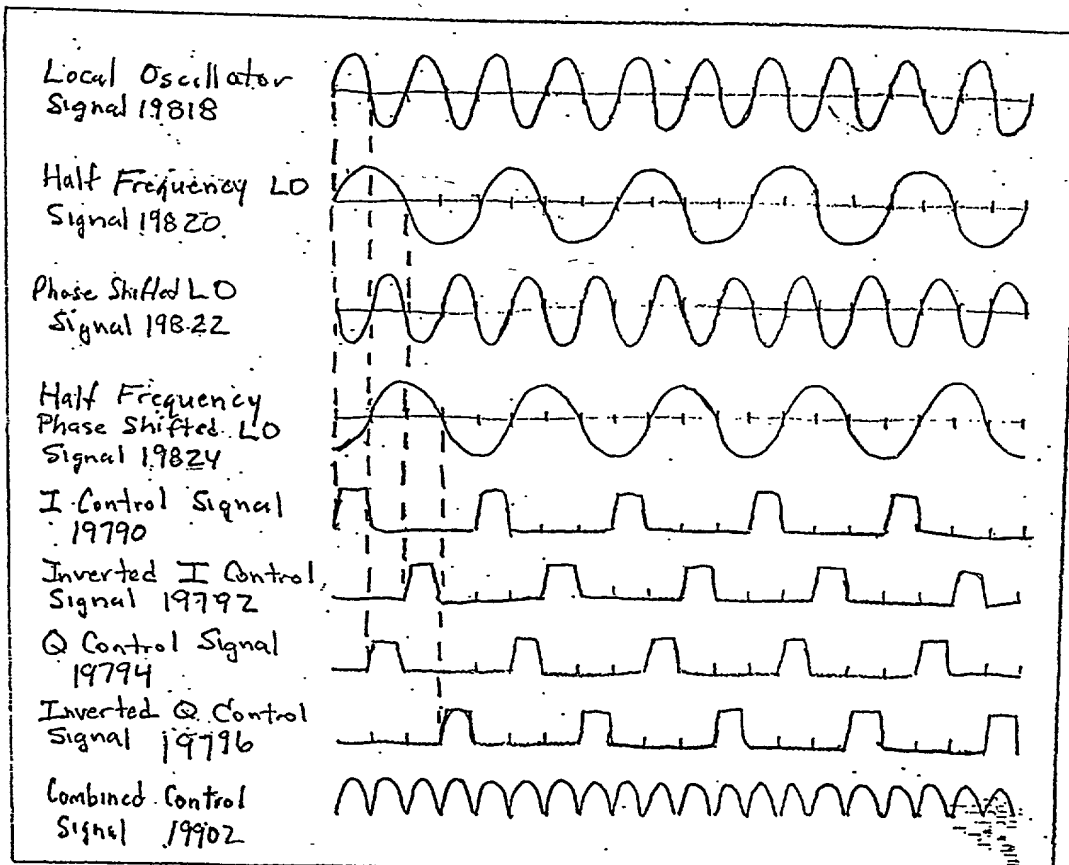 Local Oscillator
Signal 19818
Half Frequency LO
Signal 19820
Phase Shifted LO
Signal 19822
Half Frequency
Phase Shifted LO
Signal 19824
I Control Signal
19790
Inverted I Control
Signal 19792
Q Control Signal
19794
Inverted Q Control
Signal 19796
Combined Control
Signal 19902